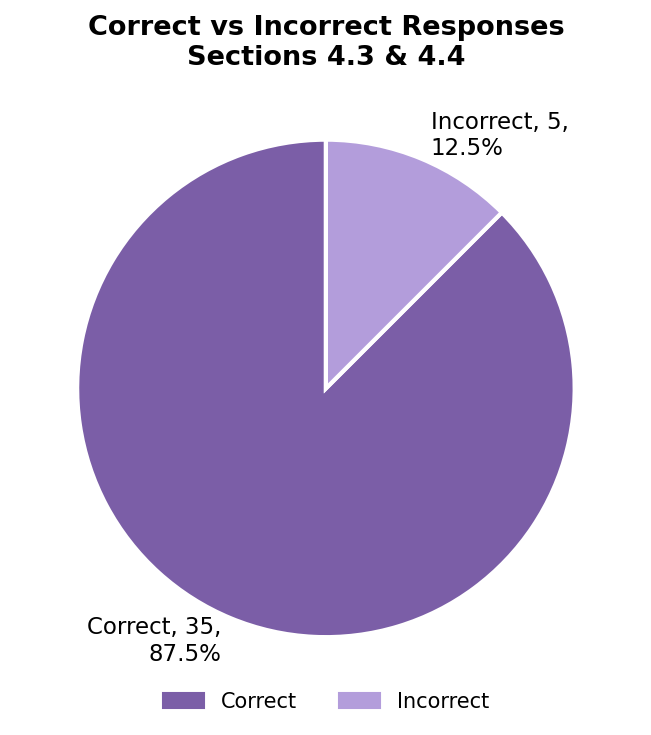 Correct vs Incorrect Responses
Sections 4.3 & 4.4
Incorrect, 5,
12.5%
Correct, 35,
87.5%
Correct
Incorrect